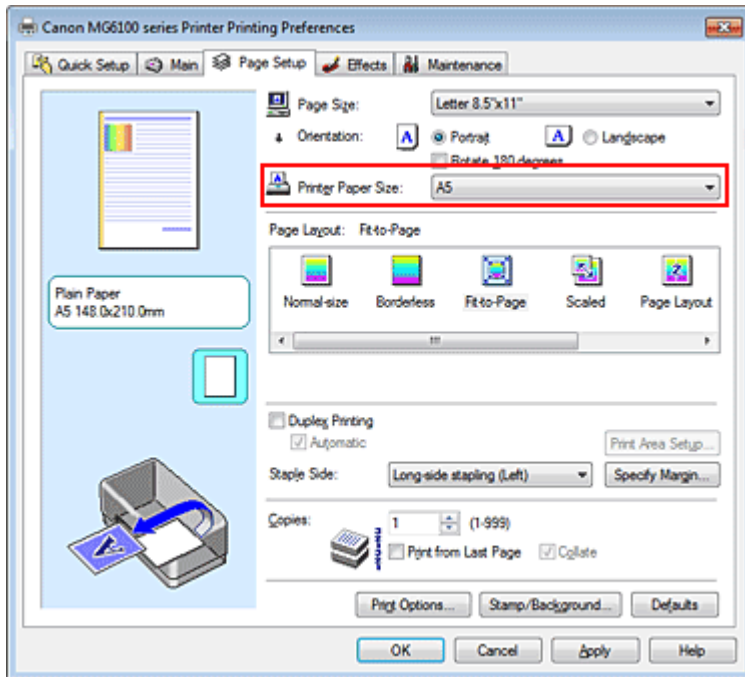 Canon MG6100 series Printer Printing Preferences
Quick Setup Main Page Setup Effects Maintenance
Page Size: Letter 8.5"x11"
Orientation: A Portrait A Landscape
Rotate 180 degrees
Printer Paper Size: A5
Page Layout: Fit-to-Page
Normal-size Borderless Fit-to-Page Scaled Page Layout
Plain Paper
A5 148.0x210.0mm
Duplex Printing
Automatic Print Area Setup...
Staple Side: Long-side stapling (Left) Specify Margin...
Copies: 1 (1-999)
Print from Last Page Collate
Print Options... Stamp/Background... Defaults
OK Cancel Apply Help